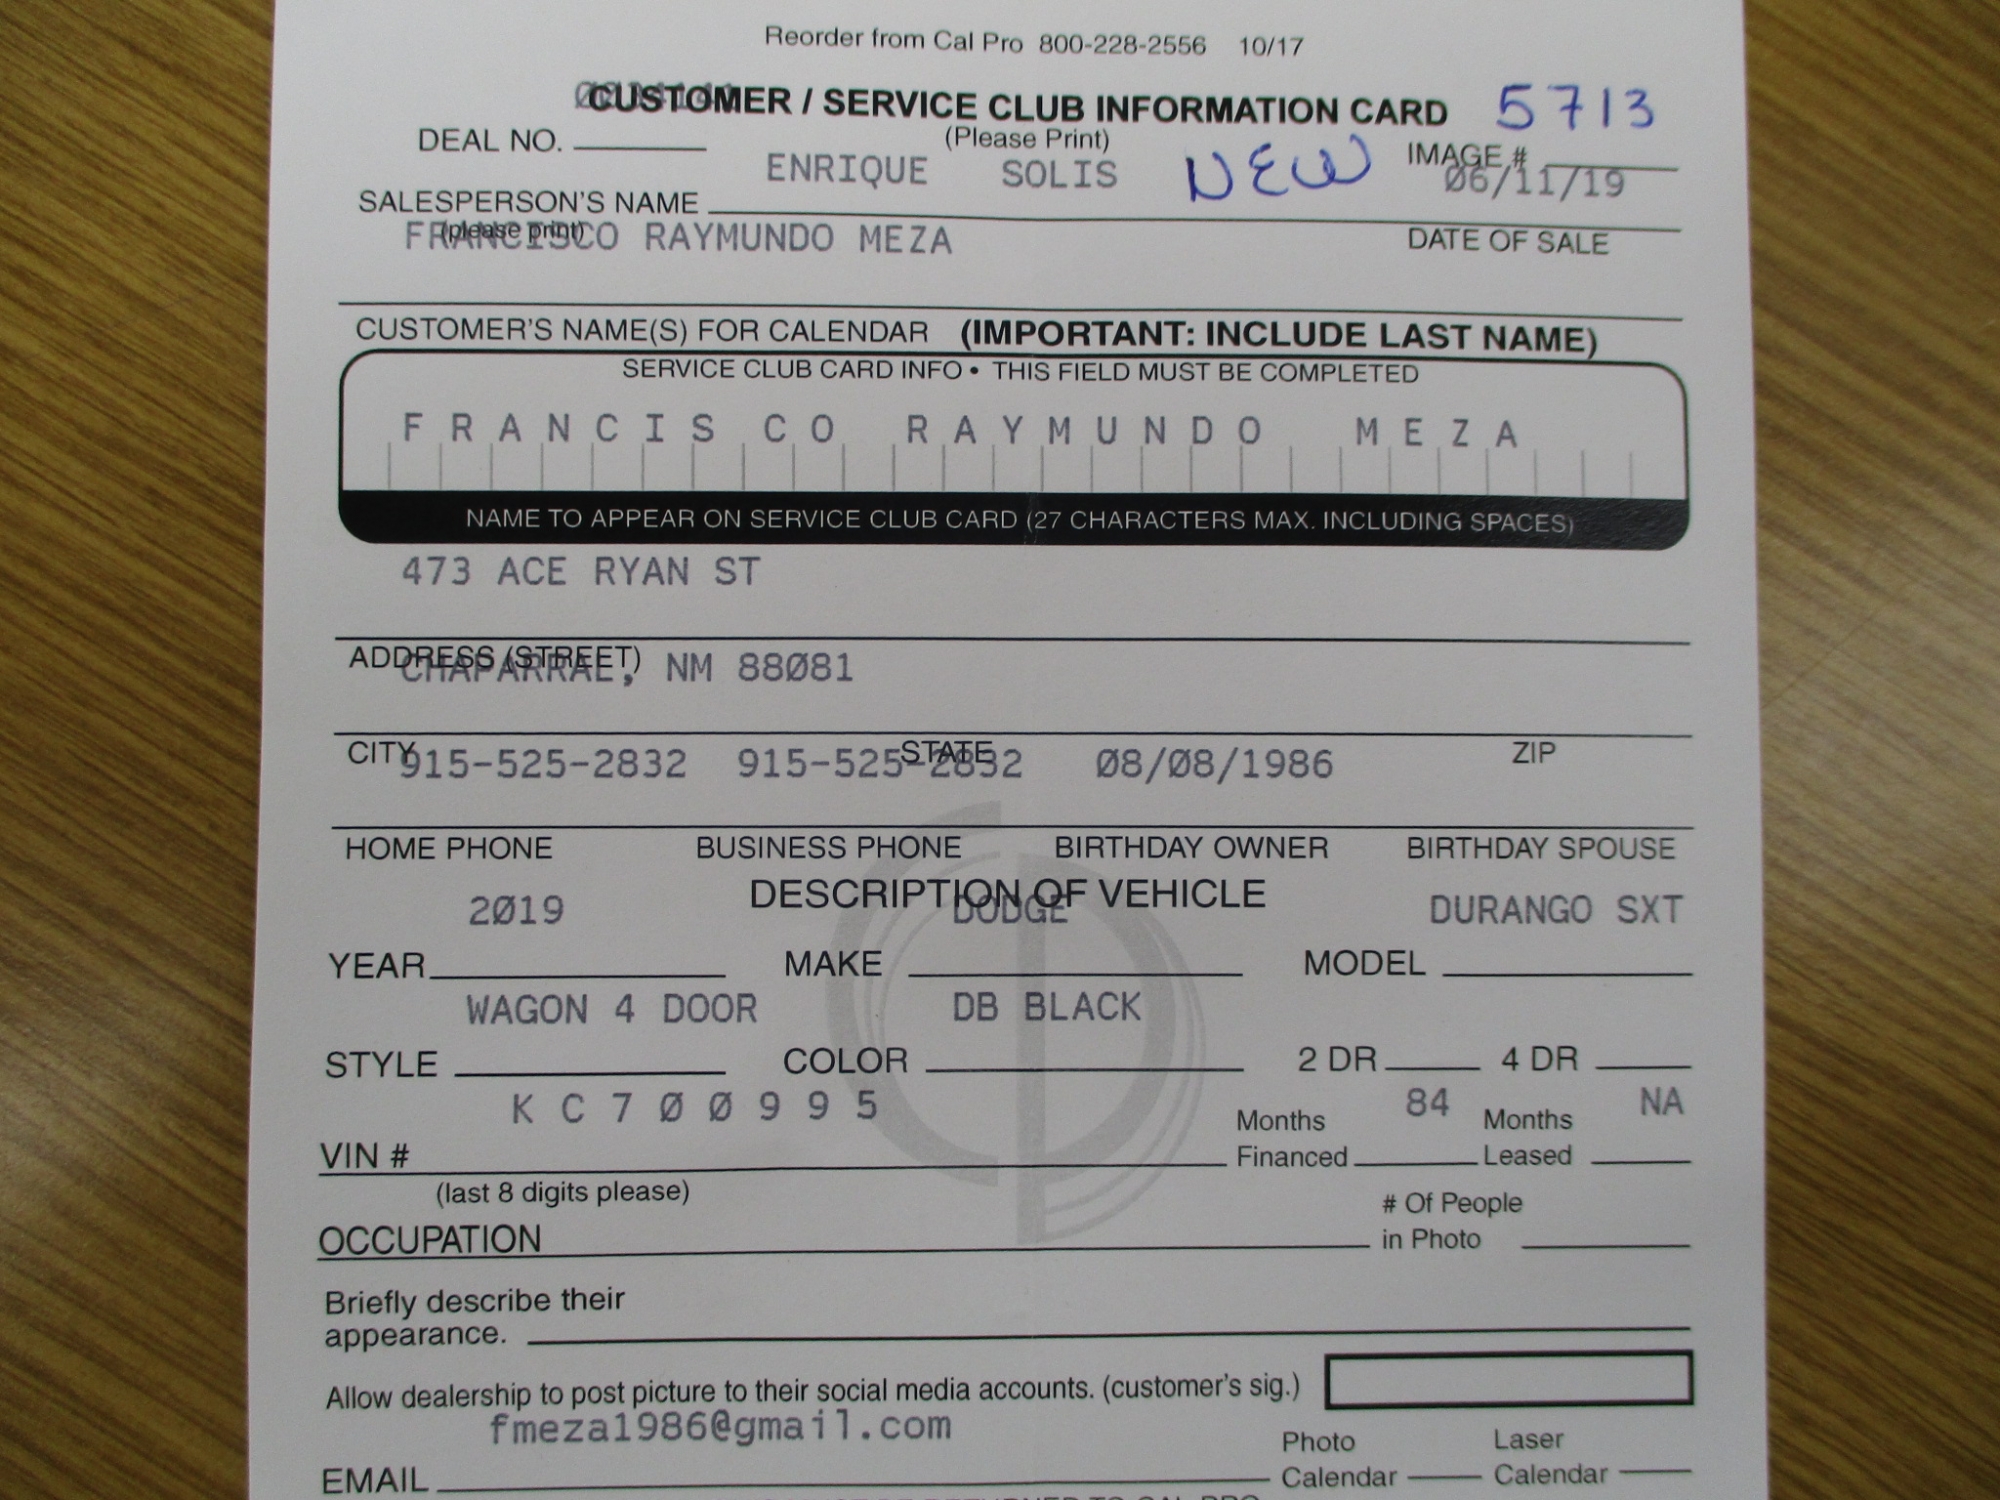 Reorder from Cal Pro 800-228-2556 10/17
CUSTOMER / SERVICE CLUB INFORMATION CARD 5713
DEAL NO. (Please Print) IMAGE #
ENRIQUE SOLIS NEW 06/11/19
SALESPERSON'S NAME
(please print) DATE OF SALE
FRANCISCO RAYMUNDO MEZA
CUSTOMER'S NAME(S) FOR CALENDAR (IMPORTANT: INCLUDE LAST NAME)
SERVICE CLUB CARD INFO • THIS FIELD MUST BE COMPLETED
FRANCISCO RAYMUNDO MEZA
NAME TO APPEAR ON SERVICE CLUB CARD (27 CHARACTERS MAX. INCLUDING SPACES)
473 ACE RYAN ST
ADDRESS (STREET)
CHAPARRAL, NM 88081
CITY STATE ZIP
915-525-2832 915-525-2832 08/08/1986
HOME PHONE BUSINESS PHONE BIRTHDAY OWNER BIRTHDAY SPOUSE
DESCRIPTION OF VEHICLE
2019 DODGE DURANGO SXT
YEAR MAKE MODEL
WAGON 4 DOOR DB BLACK
STYLE COLOR 2 DR 4 DR
KC700995 84 NA
Months Financed Months Leased
VIN #
(last 8 digits please)
# Of People in Photo
OCCUPATION
Briefly describe their
appearance.
Allow dealership to post picture to their social media accounts. (customer's sig.)
fmeza1986@gmail.com
Photo Laser
EMAIL Calendar Calendar